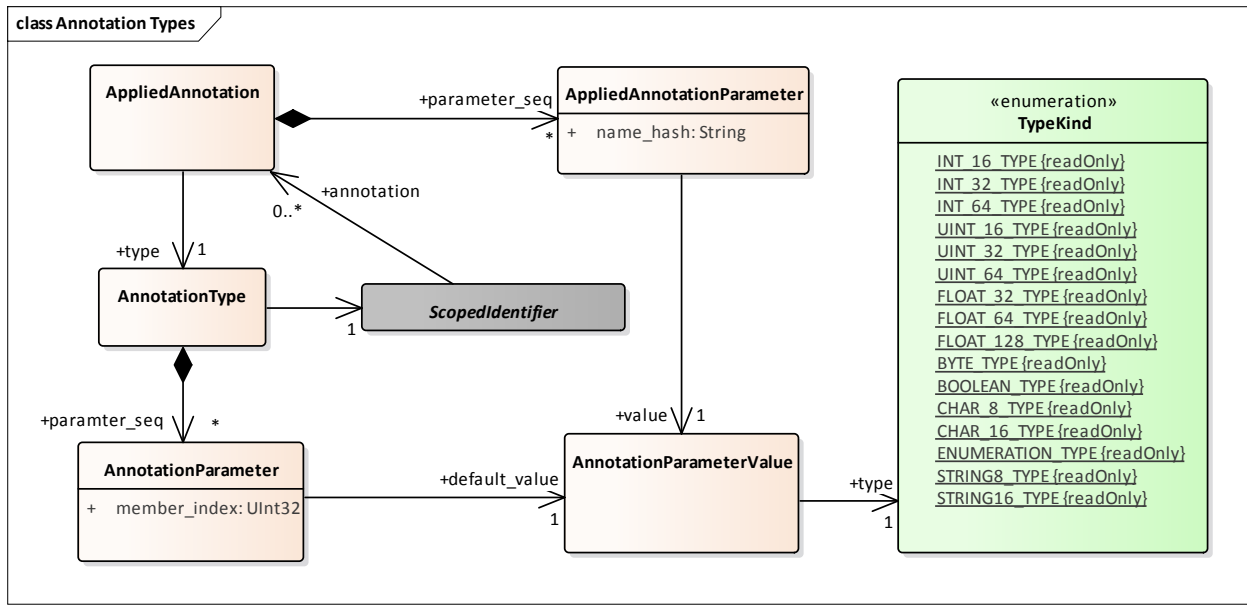 class Annotation Types
AppliedAnnotation
+parameter_seq
*
AppliedAnnotationParameter
+ name_hash: String
«enumeration»
TypeKind
INT_16_TYPE {readOnly}
INT_32_TYPE {readOnly}
INT_64_TYPE {readOnly}
UINT_16_TYPE {readOnly}
UINT_32_TYPE {readOnly}
UINT_64_TYPE {readOnly}
FLOAT_32_TYPE {readOnly}
FLOAT_64_TYPE {readOnly}
FLOAT_128_TYPE {readOnly}
BYTE_TYPE {readOnly}
BOOLEAN_TYPE {readOnly}
CHAR_8_TYPE {readOnly}
CHAR_16_TYPE {readOnly}
ENUMERATION_TYPE {readOnly}
STRING8_TYPE {readOnly}
STRING16_TYPE {readOnly}
+annotation
0..*
+type
1
AnnotationType
1
ScopedIdentifier
+paramter_seq
*
+value
1
AnnotationParameter
+ member_index: UInt32
+default_value
1
AnnotationParameterValue
+type
1